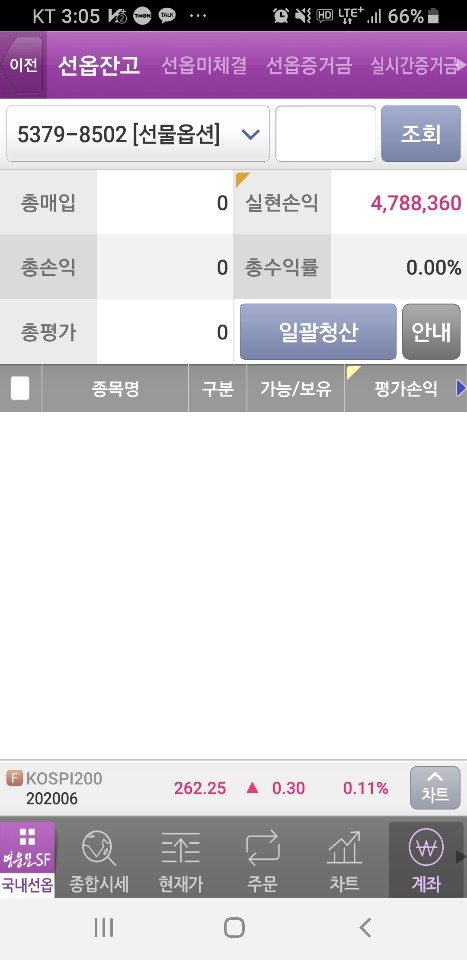 KT 3:05 TMON TALK ... HD LTE+ 66%
이전 선옵잔고 선옵미체결 선옵증거금 실시간증거금
5379-8502 [선물옵션] 조회
총매입 0 실현손익 4,788,360
총손익 0 총수익률 0.00%
총평가 0 일괄청산 안내
종목명 구분 가능/보유 평가손익
F KOSPI200
202006 262.25 ▲ 0.30 0.11% 차트
영웅문SF
국내선옵 종합시세 현재가 주문 차트 계좌